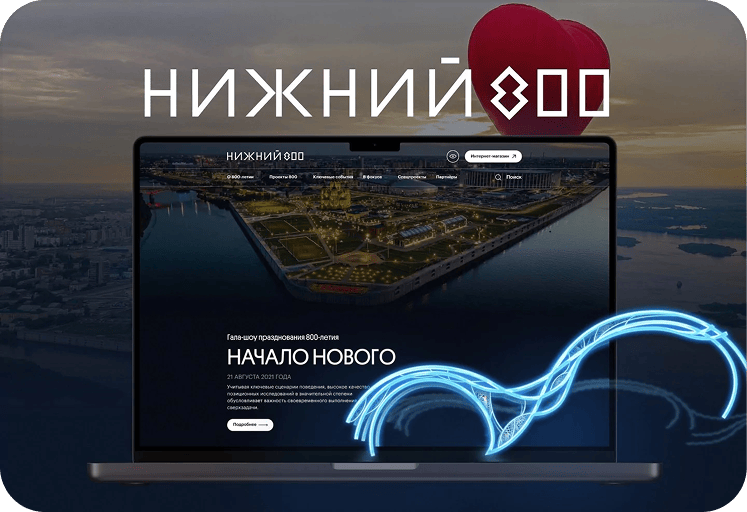 НИЖНИЙ 800
НИЖНИЙ 800
Интернет-магазин
О 800-летии Проекты 800 Ключевые события В фокусе Спецпроекты Партнёры Поиск
Гала-шоу празднования 800-летия
НАЧАЛО НОВОГО
21 АВГУСТА 2021 ГОДА
Учитывая ключевые сценарии поведения, высокое качество
позиционных исследований в значительной степени
обусловливает важность своевременного выполнения
сверхзадачи.
Подробнее